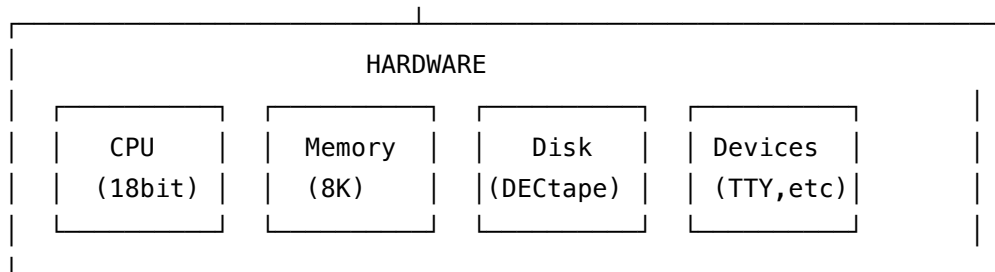 HARDWARE
CPU Memory Disk Devices
(18bit) (8K) (DECtape) (TTY,etc)